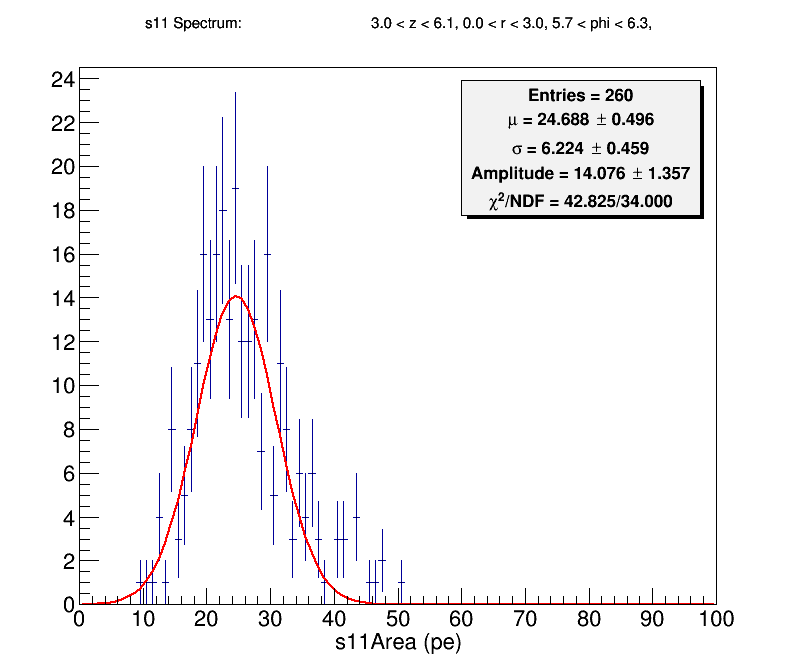 s11 Spectrum: 3.0 < z < 6.1, 0.0 < r < 3.0, 5.7 < phi < 6.3,
Entries = 260
μ = 24.688 ± 0.496
σ = 6.224 ± 0.459
Amplitude = 14.076 ± 1.357
χ²/NDF = 42.825/34.000
24
22
20
18
16
14
12
10
8
6
4
2
0
0 10 20 30 40 50 60 70 80 90 100
s11Area (pe)